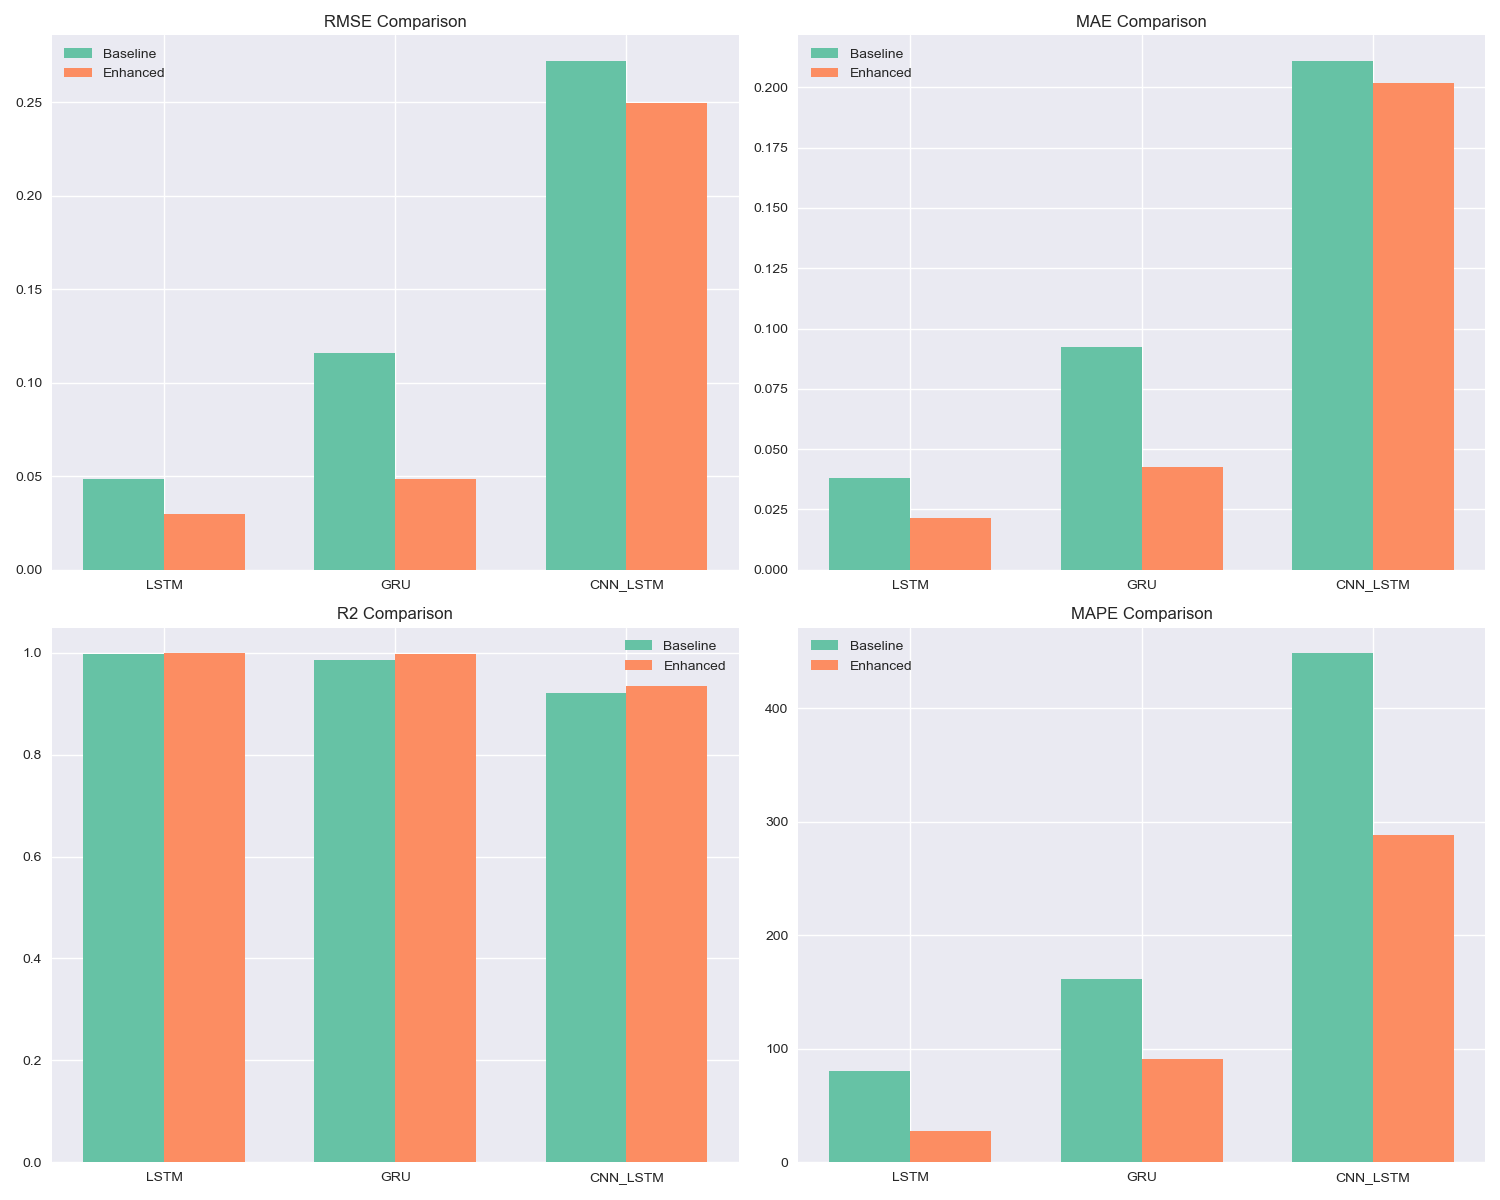 RMSE Comparison
Baseline
Enhanced
0.25
0.20
0.15
0.10
0.05
0.00
LSTM
GRU
CNN_LSTM
MAE Comparison
Baseline
Enhanced
0.200
0.175
0.150
0.125
0.100
0.075
0.050
0.025
0.000
LSTM
GRU
CNN_LSTM
R2 Comparison
Baseline
Enhanced
1.0
0.8
0.6
0.4
0.2
0.0
LSTM
GRU
CNN_LSTM
MAPE Comparison
Baseline
Enhanced
400
300
200
100
0
LSTM
GRU
CNN_LSTM